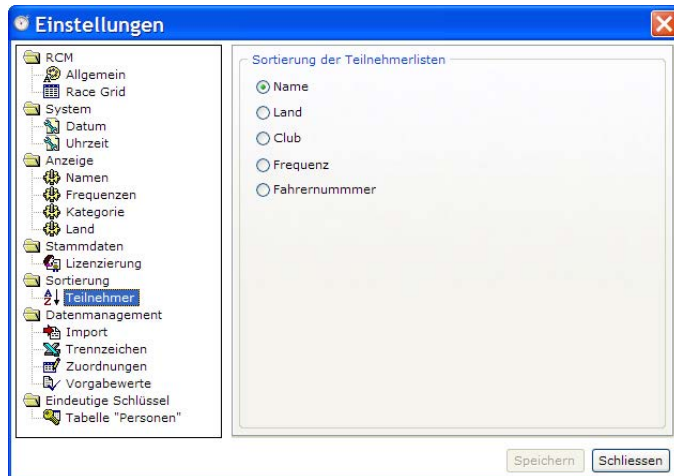 Einstellungen
RCM
Allgemein
Race Grid
System
Datum
Uhrzeit
Anzeige
Namen
Frequenzen
Kategorie
Land
Stammdaten
Lizenzierung
Sortierung
Teilnehmer
Datenmanagement
Import
Trennzeichen
Zuordnungen
Vorgabewerte
Eindeutige Schlüssel
Tabelle "Personen"
Sortierung der Teilnehmerlisten
Name
Land
Club
Frequenz
Fahrernummmer
Speichern
Schliessen